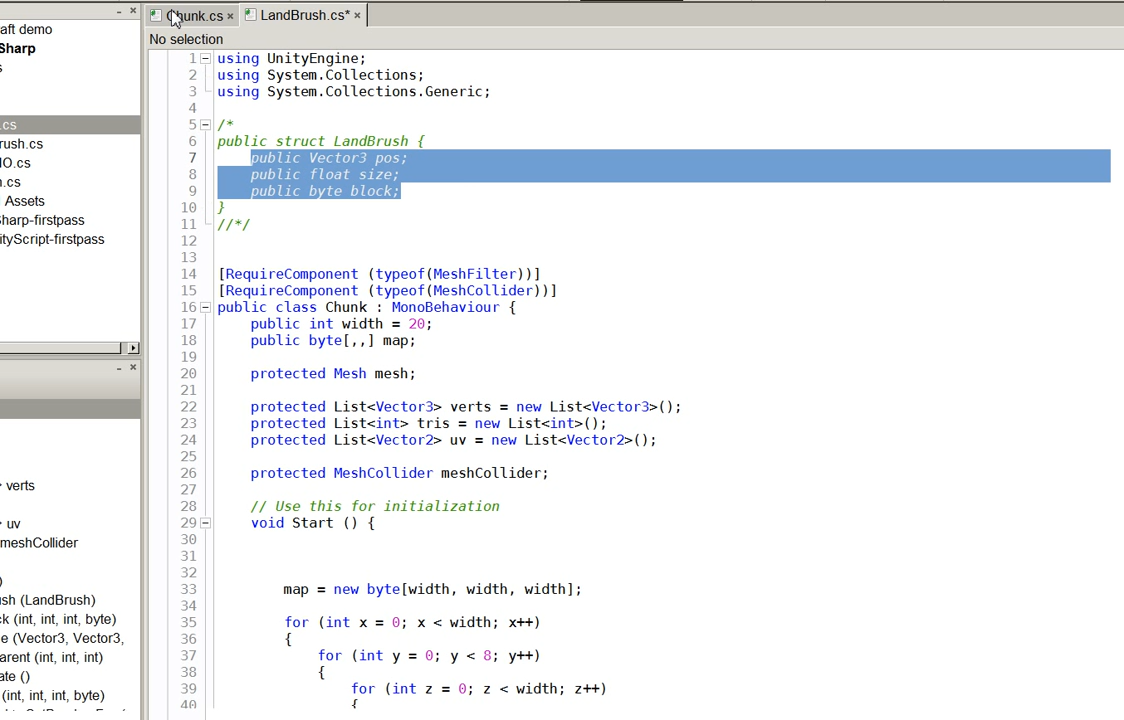 aft demo
Sharp
s
.cs
rush.cs
IO.cs
n.cs
Assets
Sharp-firstpass
ityScript-firstpass
verts
uv
meshCollider
)
ush (LandBrush)
ck (int, int, int, byte)
e (Vector3, Vector3,
arent (int, int, int)
ate ()
(int, int, int, byte)
Chunk.cs × LandBrush.cs* ×
No selection
1 using UnityEngine;
2 using System.Collections;
3 using System.Collections.Generic;
4
5 /*
6 public struct LandBrush {
7 public Vector3 pos;
8 public float size;
9 public byte block;
10 }
11 //*/
12
13
14 [RequireComponent (typeof(MeshFilter))]
15 [RequireComponent (typeof(MeshCollider))]
16 public class Chunk : MonoBehaviour {
17 public int width = 20;
18 public byte[,,] map;
19
20 protected Mesh mesh;
21
22 protected List<Vector3> verts = new List<Vector3>();
23 protected List<int> tris = new List<int>();
24 protected List<Vector2> uv = new List<Vector2>();
25
26 protected MeshCollider meshCollider;
27
28 // Use this for initialization
29 void Start () {
30
31
32
33 map = new byte[width, width, width];
34
35 for (int x = 0; x < width; x++)
36 {
37 for (int y = 0; y < 8; y++)
38 {
39 for (int z = 0; z < width; z++)
40 {